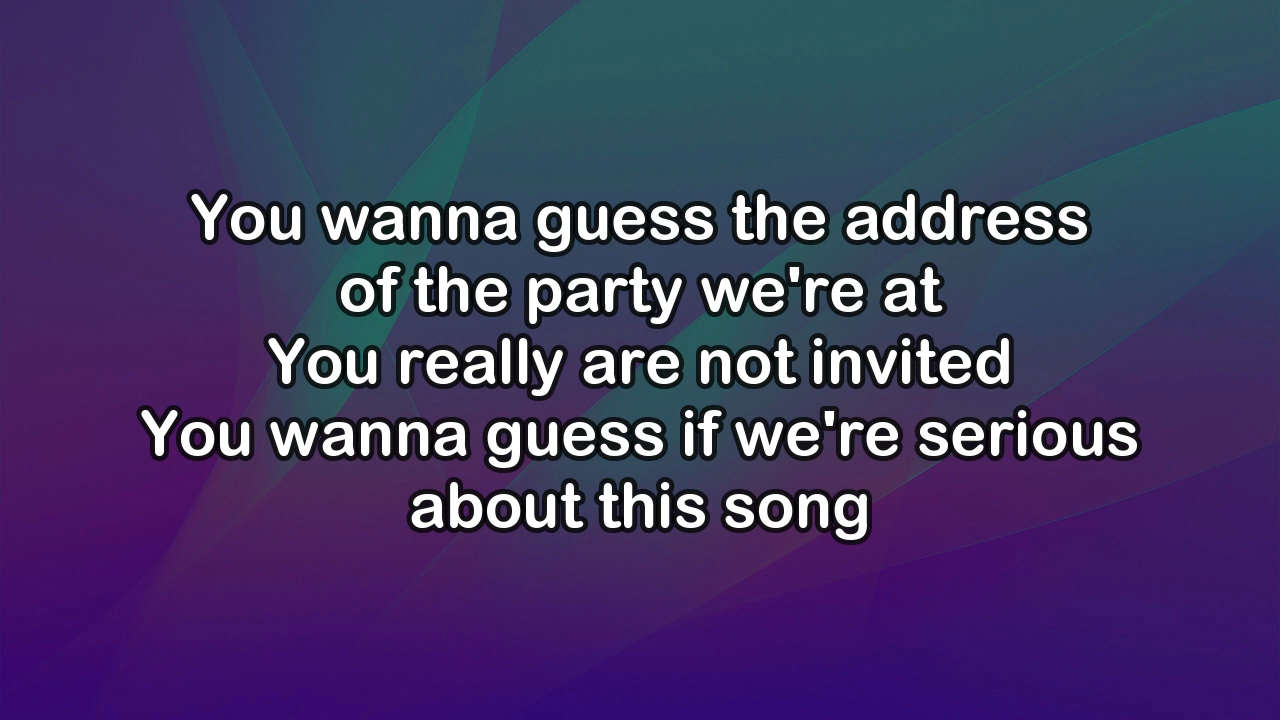 You wanna guess the address
of the party we're at
You really are not invited
You wanna guess if we're serious
about this song